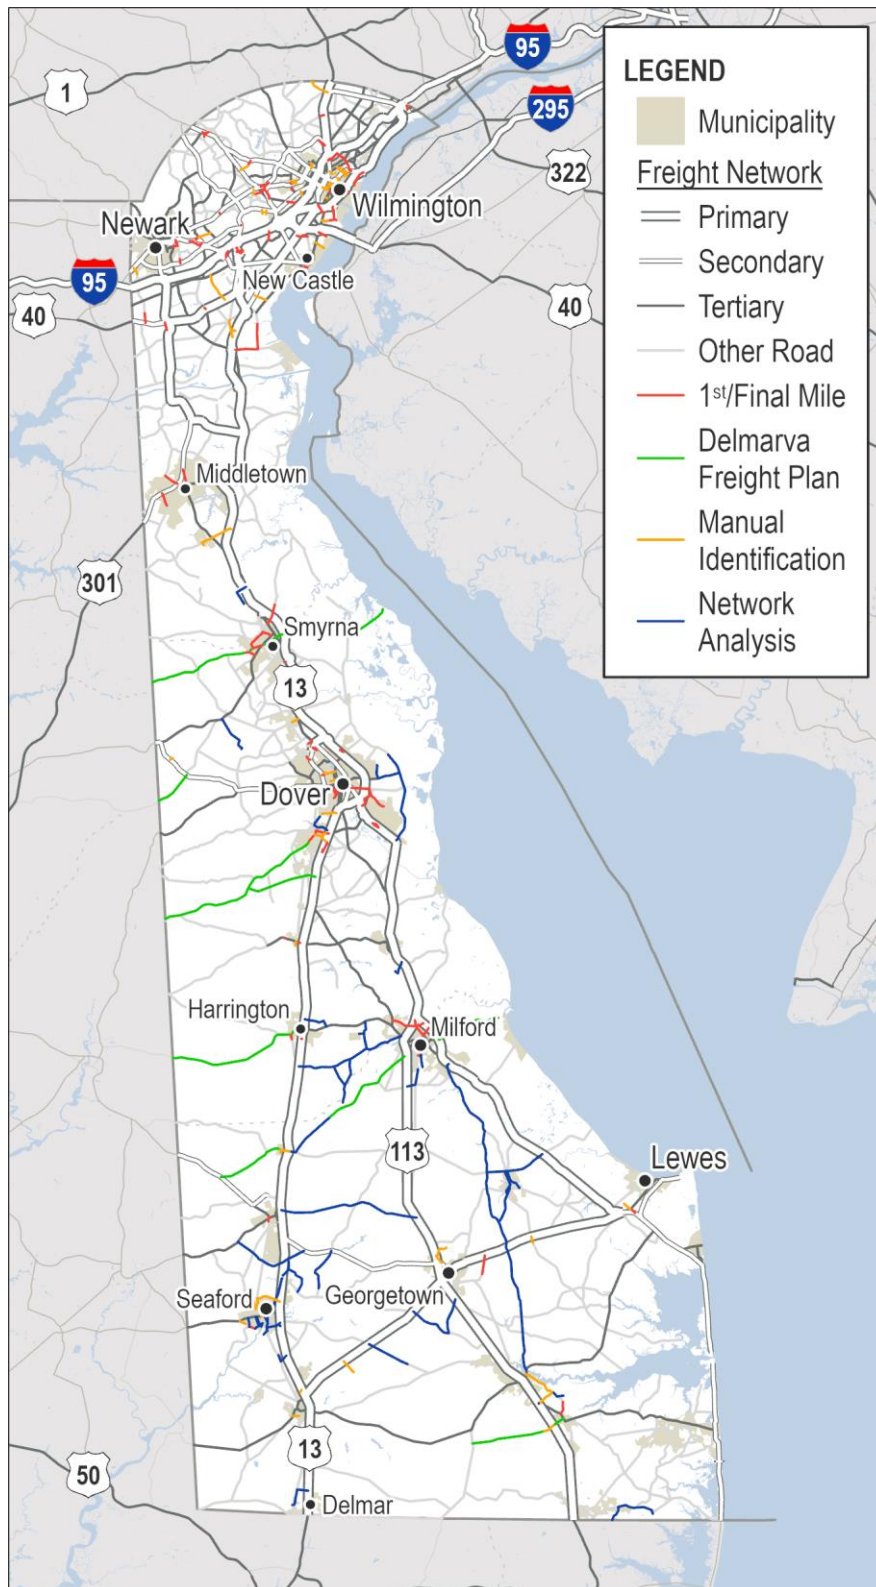 95
1
295
LEGEND
Municipality
Freight Network
Primary
Secondary
Tertiary
Other Road
1st/Final Mile
Delmarva
Freight Plan
Manual
Identification
Network
Analysis
322
Wilmington
Newark
95
New Castle
40
40
Middletown
301
Smyrna
13
Dover
Harrington
Milford
113
Lewes
Seaford
Georgetown
13
50
Delmar